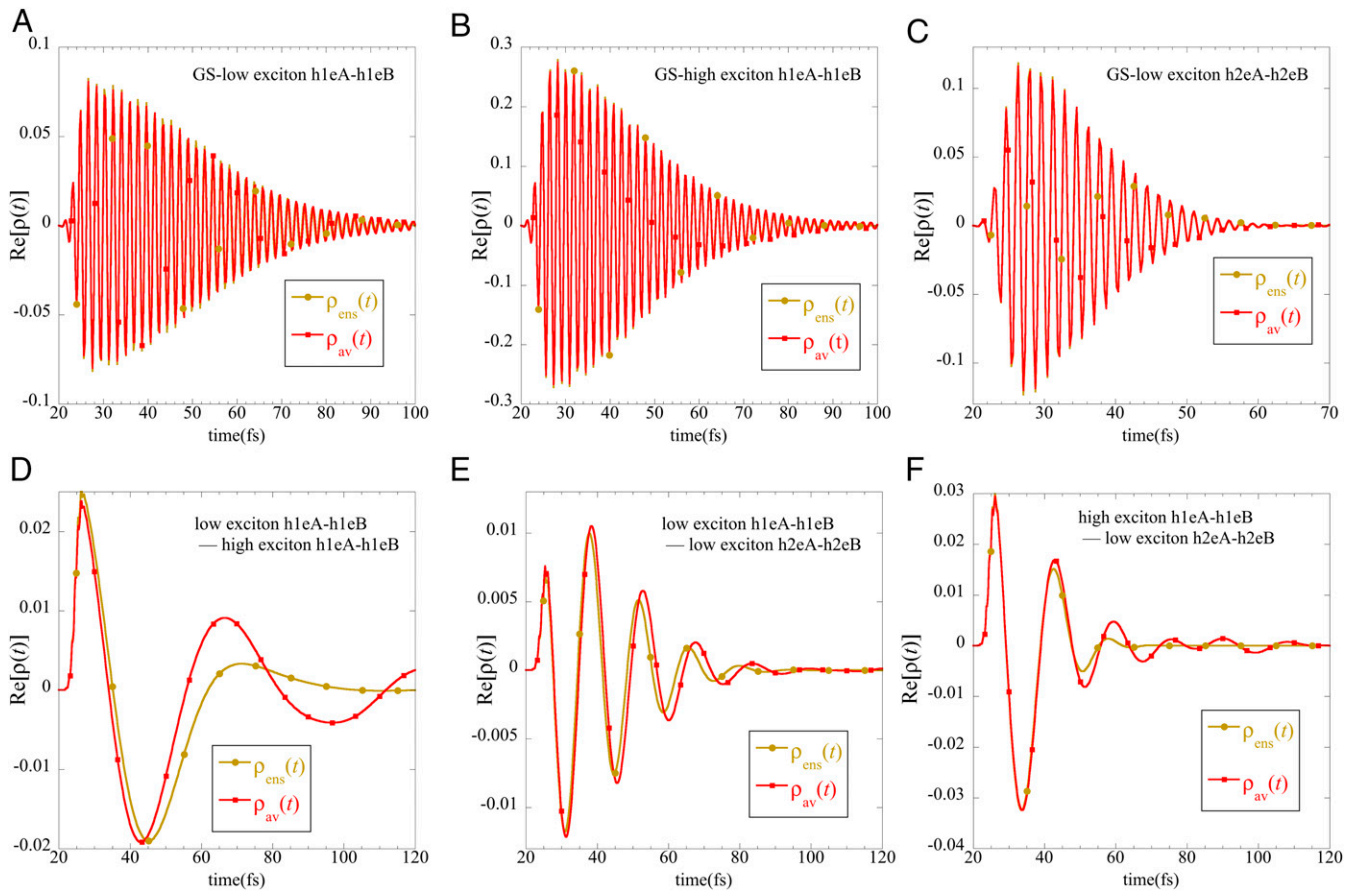 A
0.1
0.05
0
-0.05
-0.1
Re[ρ(t)]
GS-low exciton h1eA-h1eB
ρens(t)
ρav(t)
20 30 40 50 60 70 80 90 100
time(fs)
B
0.3
0.2
0.1
0
-0.1
-0.2
-0.3
Re[ρ(t)]
GS-high exciton h1eA-h1eB
ρens(t)
ρav(t)
20 30 40 50 60 70 80 90 100
time(fs)
C
0.1
0.05
0
-0.05
-0.1
Re[ρ(t)]
GS-low exciton h2eA-h2eB
ρens(t)
ρav(t)
20 30 40 50 60 70
time(fs)
D
0.02
0.01
0
-0.01
-0.02
Re[ρ(t)]
low exciton h1eA-h1eB
— high exciton h1eA-h1eB
ρens(t)
ρav(t)
20 40 60 80 100 120
time(fs)
E
0.01
0.005
0
-0.005
-0.01
Re[ρ(t)]
low exciton h1eA-h1eB
— low exciton h2eA-h2eB
ρens(t)
ρav(t)
20 40 60 80 100 120
time(fs)
F
0.03
0.02
0.01
0
-0.01
-0.02
-0.03
-0.04
Re[ρ(t)]
high exciton h1eA-h1eB
— low exciton h2eA-h2eB
ρens(t)
ρav(t)
20 40 60 80 100 120
time(fs)